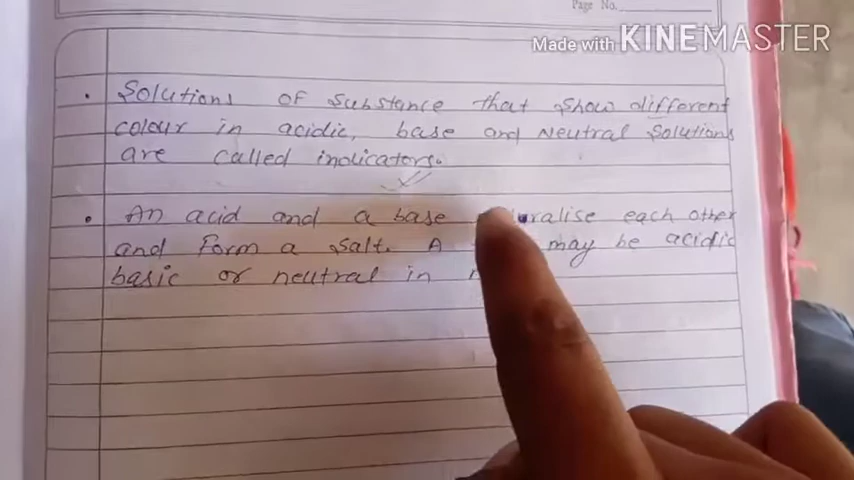 Page No.
Made with KINEMASTER
• Solutions of substance that show different
colour in acidic, base and Neutral Solutions
are called indicators.
• An acid and a base each other
and form a salt. A may be acidic
basic or neutral in